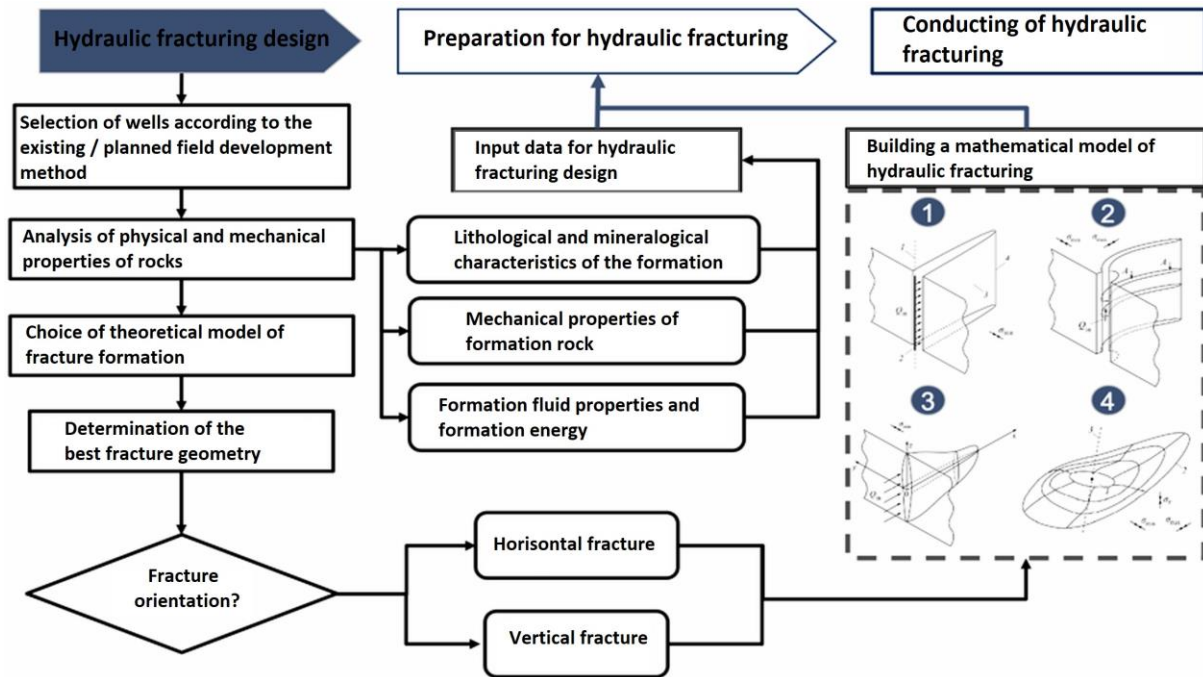 Hydraulic fracturing design
Preparation for hydraulic fracturing
Conducting of hydraulic
fracturing
Selection of wells according to the
existing / planned field development
method
Input data for hydraulic
fracturing design
Building a mathematical model of
hydraulic fracturing
Analysis of physical and mechanical
properties of rocks
Lithological and mineralogical
characteristics of the formation
Choice of theoretical model of
fracture formation
Mechanical properties of
formation rock
Determination of the
best fracture geometry
Formation fluid properties and
formation energy
1
2
3
4
Fracture
orientation?
Horisontal fracture
Vertical fracture